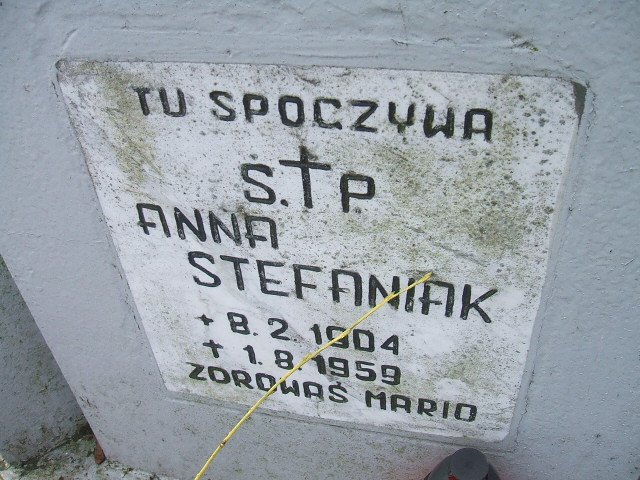 TU SPOCZYWA
S.†P
ANNA
STEFANIAK
+ 8.2.1904
† 1.8.1959
ZDROWAŚ MARIO